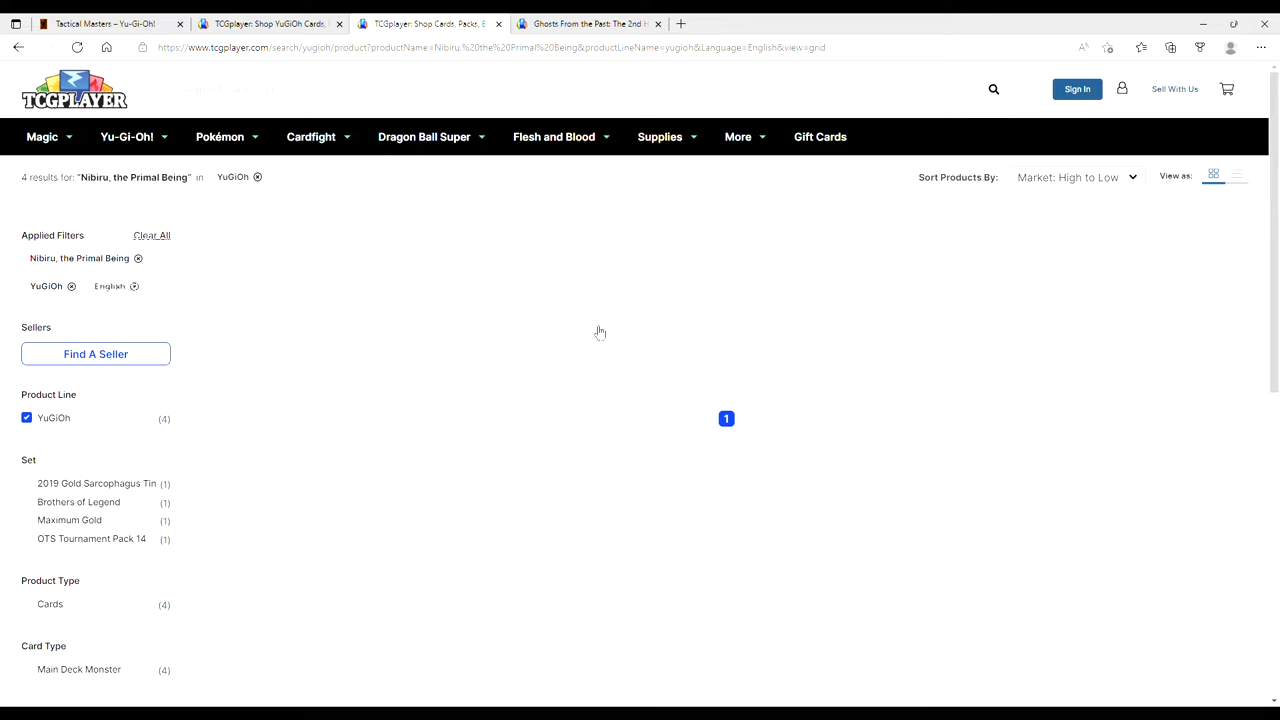 Tactical Masters – Yu-Gi-Oh!
TCGplayer: Shop YuGiOh Cards,
TCGplayer: Shop Cards, Packs, B
Ghosts From the Past: The 2nd H
https://www.tcgplayer.com/search/yugioh/product?productName=Nibiru,%20the%20Primal%20Being&productLineName=yugioh&Language=English&view=grid
TCGPLAYER
Sign In
Sell With Us
Magic
Yu-Gi-Oh!
Pokémon
Cardfight
Dragon Ball Super
Flesh and Blood
Supplies
More
Gift Cards
4 results for: "Nibiru, the Primal Being" in YuGiOh
Sort Products By: Market: High to Low
View as:
Applied Filters Clear All
Nibiru, the Primal Being
YuGiOh English
Sellers
Find A Seller
Product Line
YuGiOh (4)
1
Set
2019 Gold Sarcophagus Tin (1)
Brothers of Legend (1)
Maximum Gold (1)
OTS Tournament Pack 14 (1)
Product Type
Cards (4)
Card Type
Main Deck Monster (4)